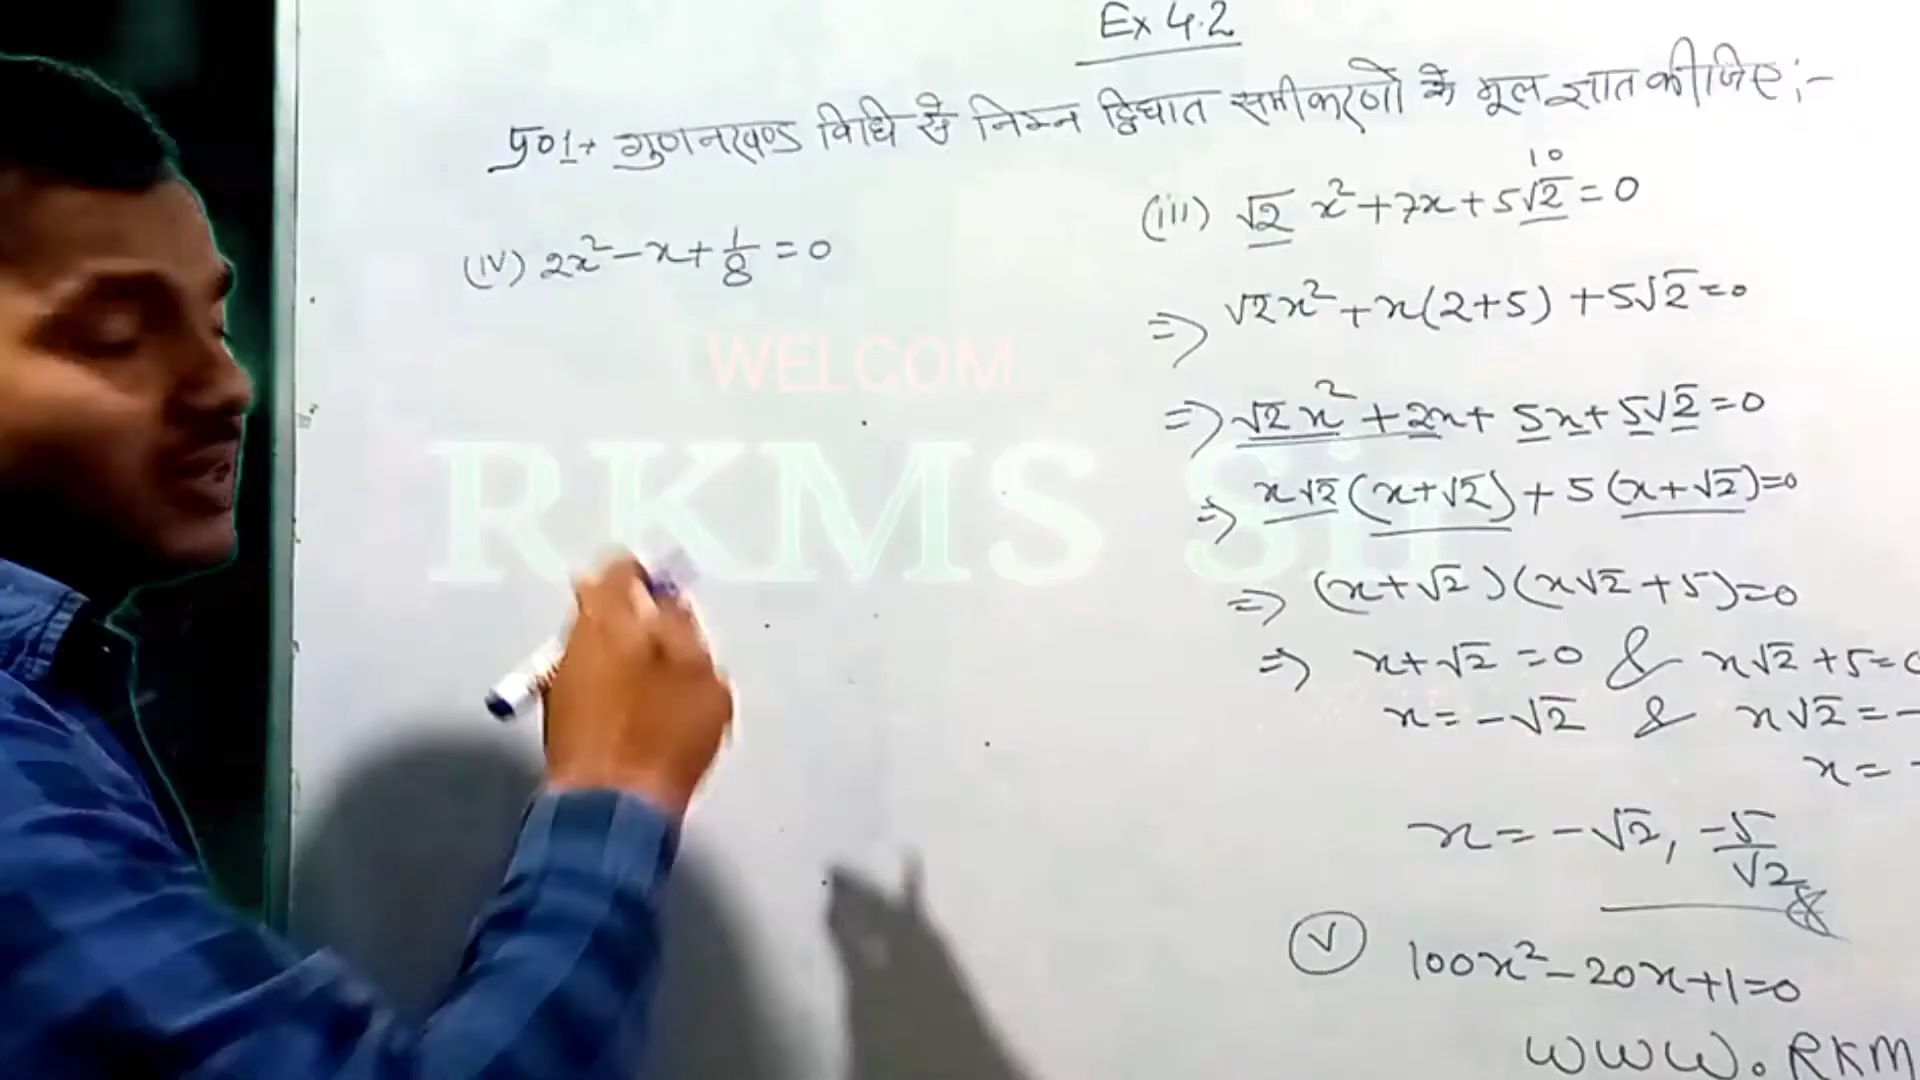 Ex 4.2
प्र01→ गुणनखण्ड विधि से निम्न द्विघात समीकरणों के मूल ज्ञात कीजिए:-
(iv) 2x² - x + 1/8 = 0
(iii) √2 x² + 7x + 5√2 = 0
10
⇒ √2x² + x(2+5) + 5√2 = 0
⇒ √2x² + 2x + 5x + 5√2 = 0
⇒ x√2 (x+√2) + 5 (x+√2) = 0
⇒ (x+√2) (x√2 + 5) = 0
⇒ x+√2 = 0 & x√2 + 5 = 0
x = -√2 & x√2 = -
x = -
x = -√2, -5/√2
(V) 100x² - 20x + 1 = 0
WWW.RKM
WELCOM
RKMS Sir